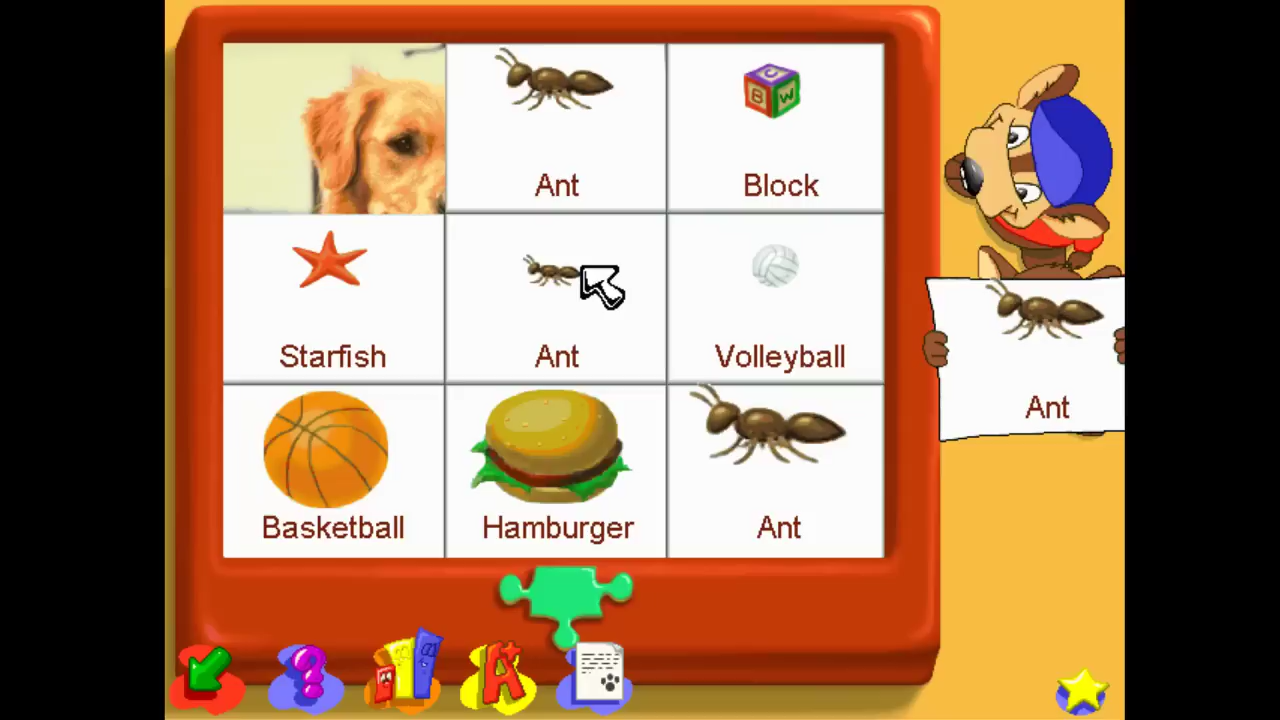 Ant
Block
Starfish
Ant
Volleyball
Ant
Basketball
Hamburger
Ant
C
B
W
A+